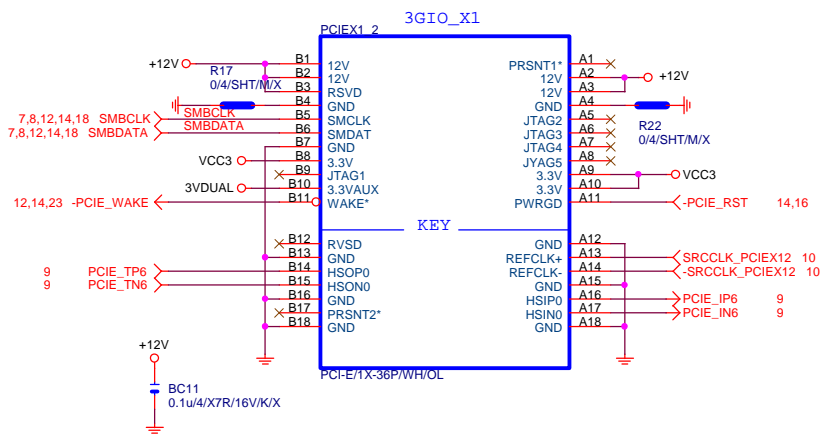 3GIO_X1
PCIEX1_2
+12V B1 12V PRSNT1* A1
R17 B2 12V 12V A2 +12V
0/4/SHT/M/X B3 RSVD 12V A3
B4 GND GND A4
7,8,12,14,18 SMBCLK SMBCLK B5 SMCLK JTAG2 A5
7,8,12,14,18 SMBDATA SMBDATA B6 SMDAT JTAG3 A6 R22
B7 GND JTAG4 A7 0/4/SHT/M/X
VCC3 B8 3.3V JYAG5 A8
B9 JTAG1 3.3V A9 VCC3
3VDUAL B10 3.3VAUX 3.3V A10
12,14,23 -PCIE_WAKE B11 WAKE* PWRGD A11 -PCIE_RST 14,16
KEY
B12 RVSD GND A12
B13 GND REFCLK+ A13 SRCCLK_PCIEX12 10
9 PCIE_TP6 B14 HSOP0 REFCLK- A14 -SRCCLK_PCIEX12 10
9 PCIE_TN6 B15 HSON0 GND A15
B16 GND HSIP0 A16 PCIE_IP6 9
B17 PRSNT2* HSIN0 A17 PCIE_IN6 9
B18 GND GND A18
+12V
PCI-E/1X-36P/WH/OL
BC11
0.1u/4/X7R/16V/K/X